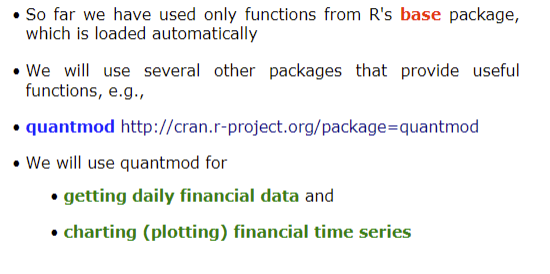 • So far we have used only functions from R's base package,
which is loaded automatically
• We will use several other packages that provide useful
functions, e.g.,
• quantmod http://cran.r-project.org/package=quantmod
• We will use quantmod for
• getting daily financial data and
• charting (plotting) financial time series